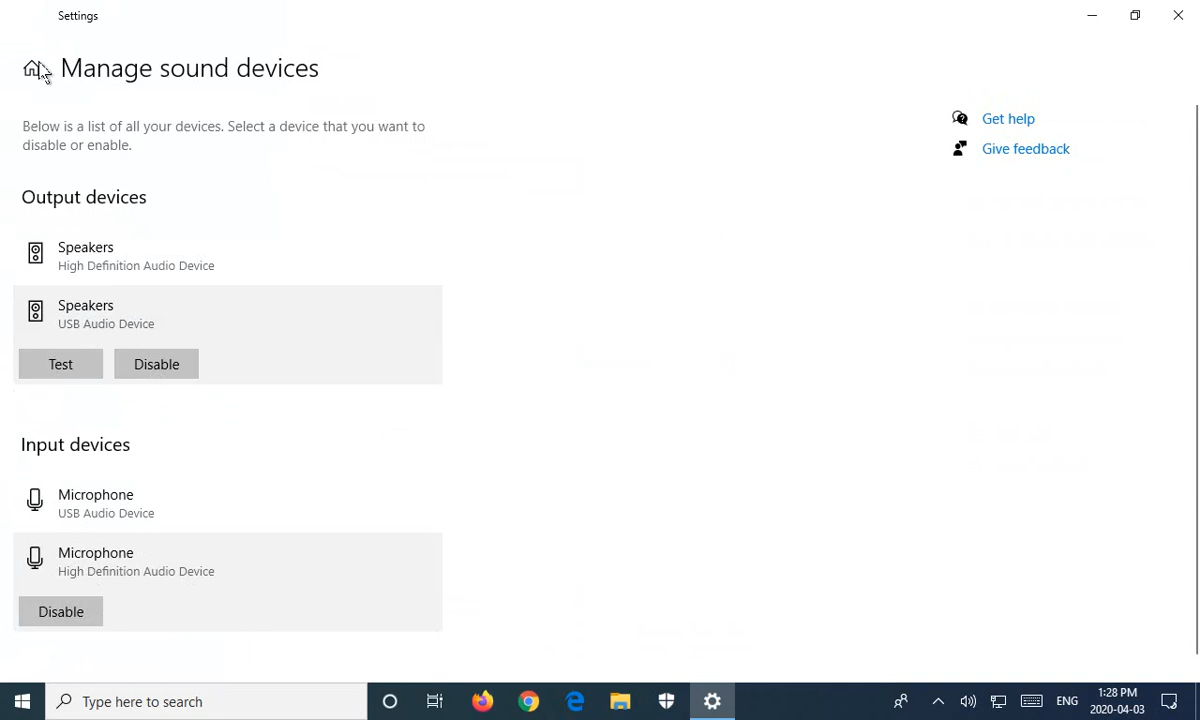 Settings
Manage sound devices
Below is a list of all your devices. Select a device that you want to
disable or enable.
Get help
Give feedback
Output devices
Speakers
High Definition Audio Device
Speakers
USB Audio Device
Test
Disable
Input devices
Microphone
USB Audio Device
Microphone
High Definition Audio Device
Disable
Type here to search
ENG
1:28 PM
2020-04-03